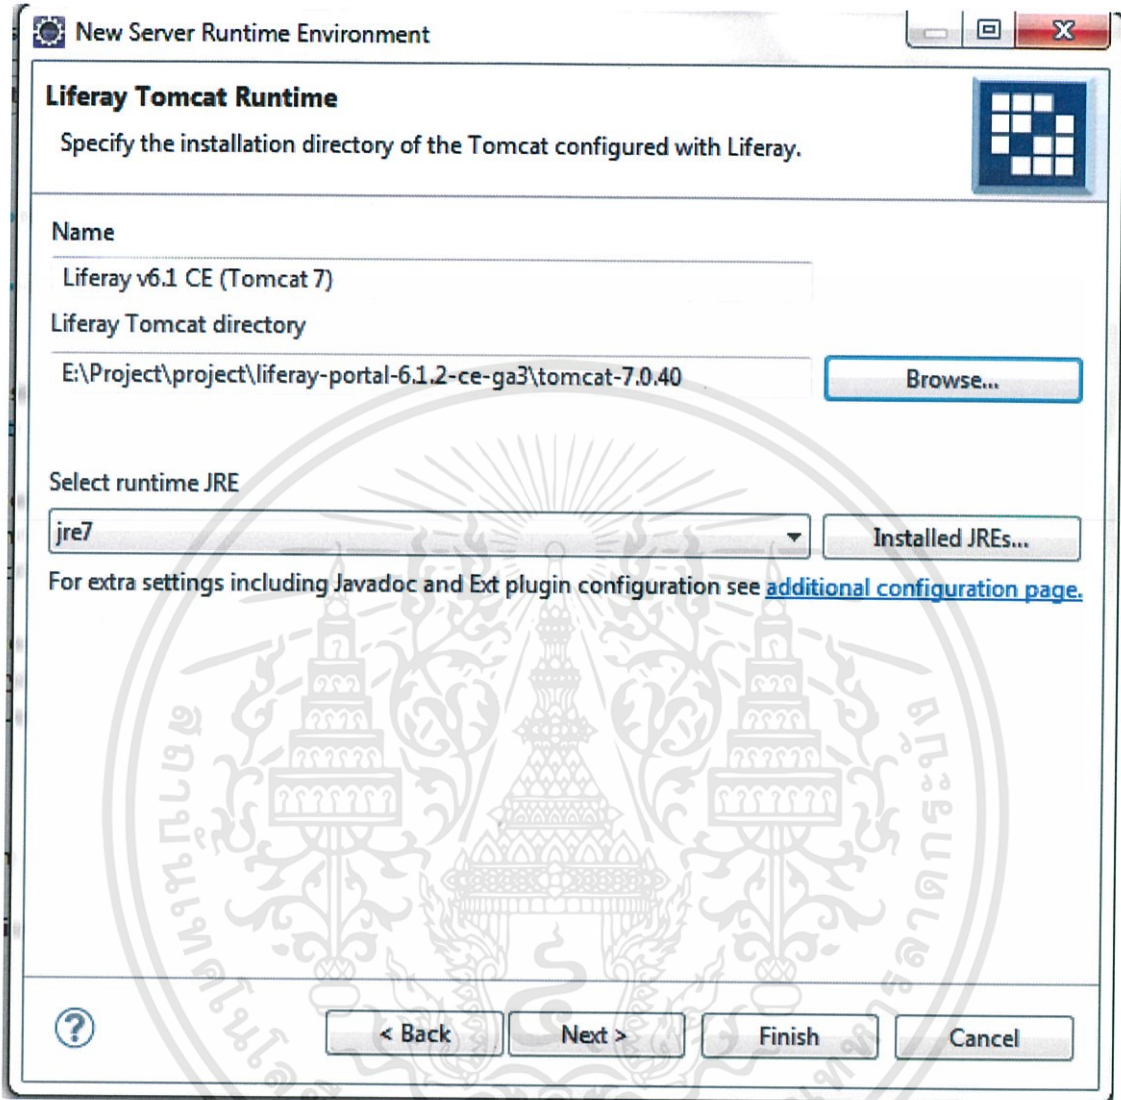 New Server Runtime Environment
Liferay Tomcat Runtime
Specify the installation directory of the Tomcat configured with Liferay.
Name
Liferay v6.1 CE (Tomcat 7)
Liferay Tomcat directory
E:\Project\project\liferay-portal-6.1.2-ce-ga3\tomcat-7.0.40
Browse...
Select runtime JRE
jre7
Installed JREs...
For extra settings including Javadoc and Ext plugin configuration see additional configuration page.
?
< Back
Next >
Finish
Cancel